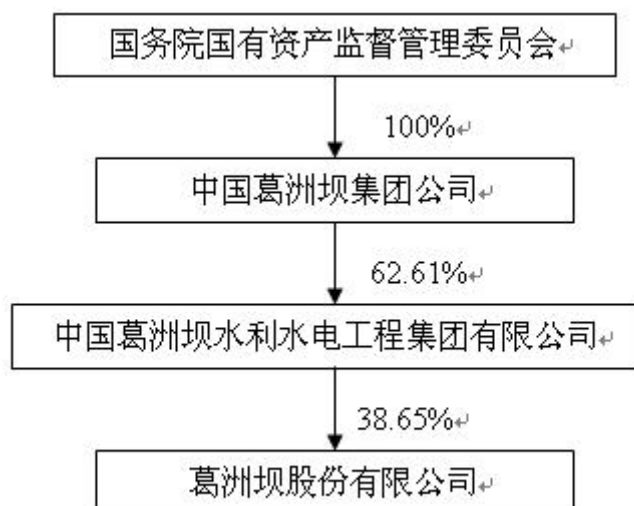 国务院国有资产监督管理委员会↵
100%↵
中国葛洲坝集团公司↵
62.61%↵
中国葛洲坝水利水电工程集团有限公司↵
38.65%↵
葛洲坝股份有限公司↵